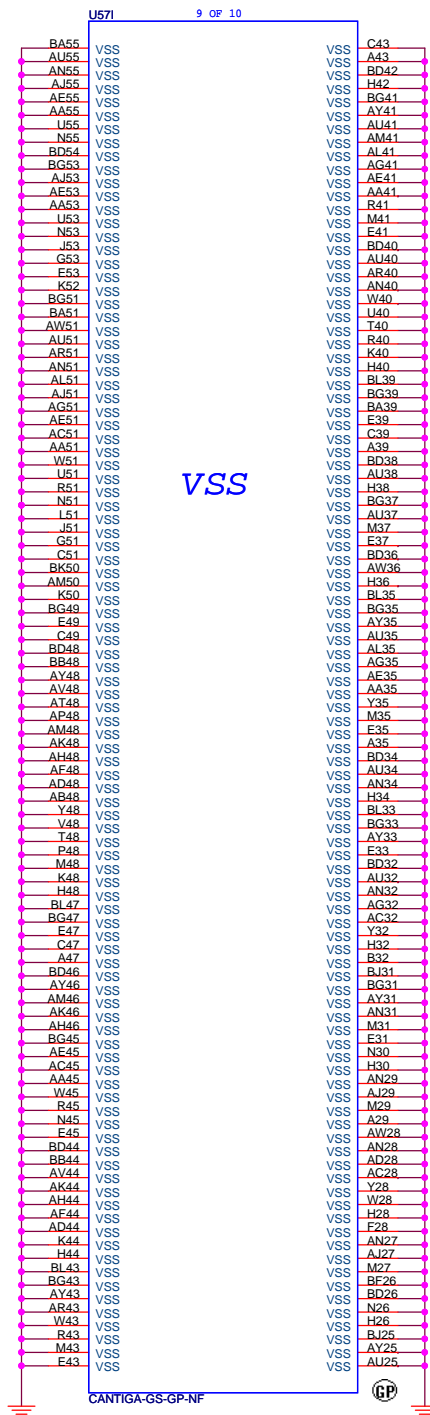 U57I 9 OF 10
BA55 VSS VSS C43
AU55 VSS VSS A43
AN55 VSS VSS BD42
AJ55 VSS VSS H42
AE55 VSS VSS BG41
AA55 VSS VSS AY41
U55 VSS VSS AU41
N55 VSS VSS AM41
BD54 VSS VSS AL41
BG53 VSS VSS AG41
AJ53 VSS VSS AE41
AE53 VSS VSS AA41
AA53 VSS VSS R41
U53 VSS VSS M41
N53 VSS VSS E41
J53 VSS VSS BD40
G53 VSS VSS AU40
E53 VSS VSS AR40
K52 VSS VSS AN40
BG51 VSS VSS W40
BA51 VSS VSS U40
AW51 VSS VSS T40
AU51 VSS VSS R40
AR51 VSS VSS K40
AN51 VSS VSS H40
AL51 VSS VSS BL39
AJ51 VSS VSS BG39
AG51 VSS VSS BA39
AE51 VSS VSS E39
AC51 VSS VSS C39
AA51 VSS VSS A39
W51 VSS VSS BD38
U51 VSS VSS AU38
VSS
R51 VSS VSS H38
N51 VSS VSS BG37
L51 VSS VSS AU37
J51 VSS VSS M37
G51 VSS VSS E37
C51 VSS VSS BD36
BK50 VSS VSS AW36
AM50 VSS VSS H36
K50 VSS VSS BL35
BG49 VSS VSS BG35
E49 VSS VSS AY35
C49 VSS VSS AU35
BD48 VSS VSS AL35
BB48 VSS VSS AG35
AY48 VSS VSS AE35
AV48 VSS VSS AA35
AT48 VSS VSS Y35
AP48 VSS VSS M35
AM48 VSS VSS E35
AK48 VSS VSS A35
AH48 VSS VSS BD34
AF48 VSS VSS AU34
AD48 VSS VSS AN34
AB48 VSS VSS H34
Y48 VSS VSS BL33
V48 VSS VSS BG33
T48 VSS VSS AY33
P48 VSS VSS E33
M48 VSS VSS BD32
K48 VSS VSS AU32
H48 VSS VSS AN32
BL47 VSS VSS AG32
BG47 VSS VSS AC32
E47 VSS VSS Y32
C47 VSS VSS H32
A47 VSS VSS B32
BD46 VSS VSS BJ31
AY46 VSS VSS BG31
AM46 VSS VSS AY31
AK46 VSS VSS AN31
AH46 VSS VSS M31
BG45 VSS VSS E31
AE45 VSS VSS N30
AC45 VSS VSS H30
AA45 VSS VSS AN29
W45 VSS VSS AJ29
R45 VSS VSS M29
N45 VSS VSS A29
E45 VSS VSS AW28
BD44 VSS VSS AN28
BB44 VSS VSS AD28
AV44 VSS VSS AC28
AK44 VSS VSS Y28
AH44 VSS VSS W28
AF44 VSS VSS H28
AD44 VSS VSS F28
K44 VSS VSS AN27
H44 VSS VSS AJ27
BL43 VSS VSS M27
BG43 VSS VSS BF26
AY43 VSS VSS BD26
AR43 VSS VSS N26
W43 VSS VSS H26
R43 VSS VSS BJ25
M43 VSS VSS AY25
E43 VSS VSS AU25
CANTIGA-GS-GP-NF GP